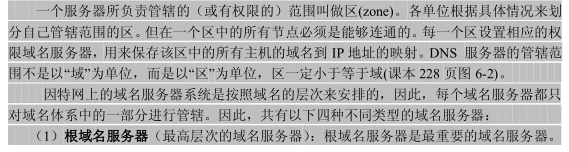 一个服务器所负责管辖的（或有权限的）范围叫做区(zone)。各单位根据具体情况来划
分自己管辖范围的区。但在一个区中的所有节点必须是能够连通的。每一个区设置相应的权
限域名服务器，用来保存该区中的所有主机的域名到 IP 地址的映射。DNS 服务器的管辖范
围不是以“域”为单位，而是以“区”为单位，区一定小于等于域(课本 228 页图 6-2)。
因特网上的域名服务器系统是按照域名的层次来安排的，因此，每个域名服务器都只
对域名体系中的一部分进行管辖。因此，共有以下四种不同类型的域名服务器：
（1）根域名服务器（最高层次的域名服务器）：根域名服务器是最重要的域名服务器。